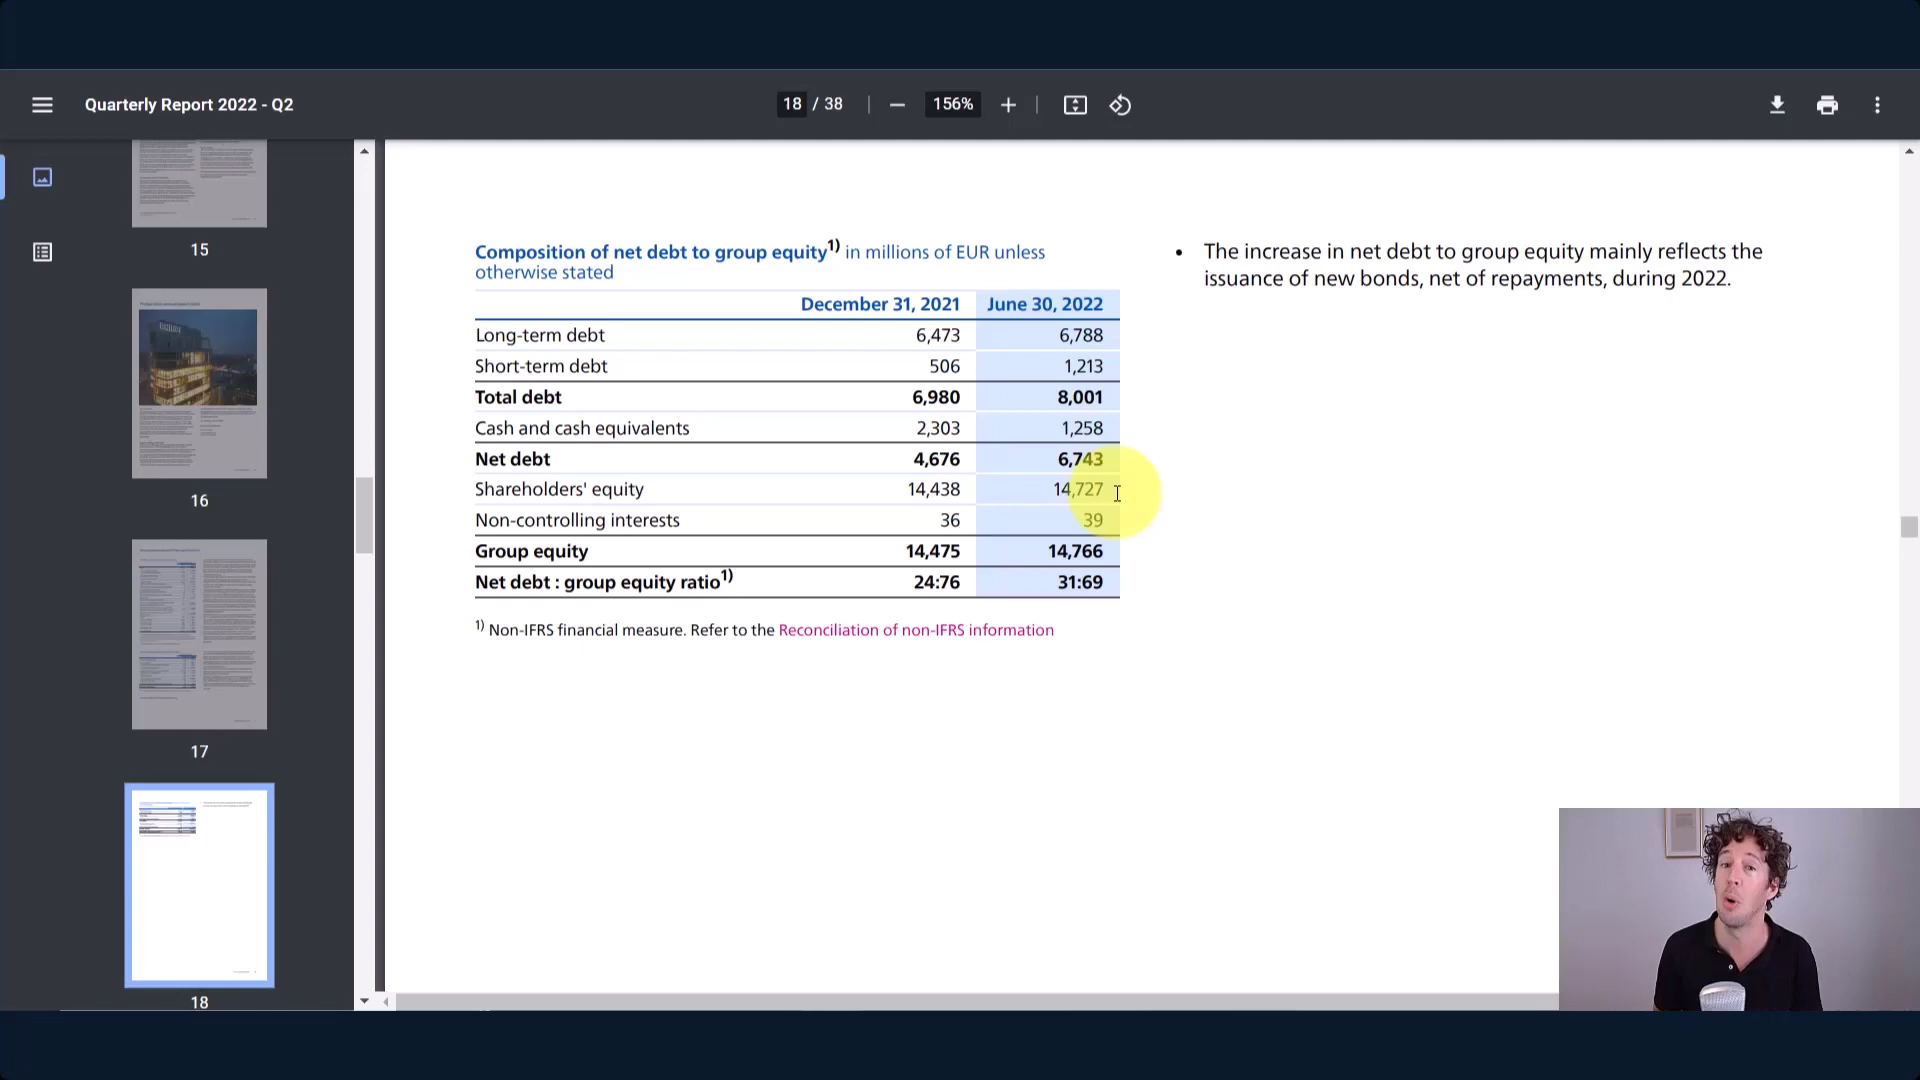 Quarterly Report 2022 - Q2
18 / 38
156%
15
16
17
18
Composition of net debt to group equity1) in millions of EUR unless
otherwise stated
December 31, 2021 June 30, 2022
Long-term debt 6,473 6,788
Short-term debt 506 1,213
Total debt 6,980 8,001
Cash and cash equivalents 2,303 1,258
Net debt 4,676 6,743
Shareholders' equity 14,438 14,727
Non-controlling interests 36 39
Group equity 14,475 14,766
Net debt : group equity ratio1) 24:76 31:69
1) Non-IFRS financial measure. Refer to the Reconciliation of non-IFRS information
• The increase in net debt to group equity mainly reflects the
issuance of new bonds, net of repayments, during 2022.